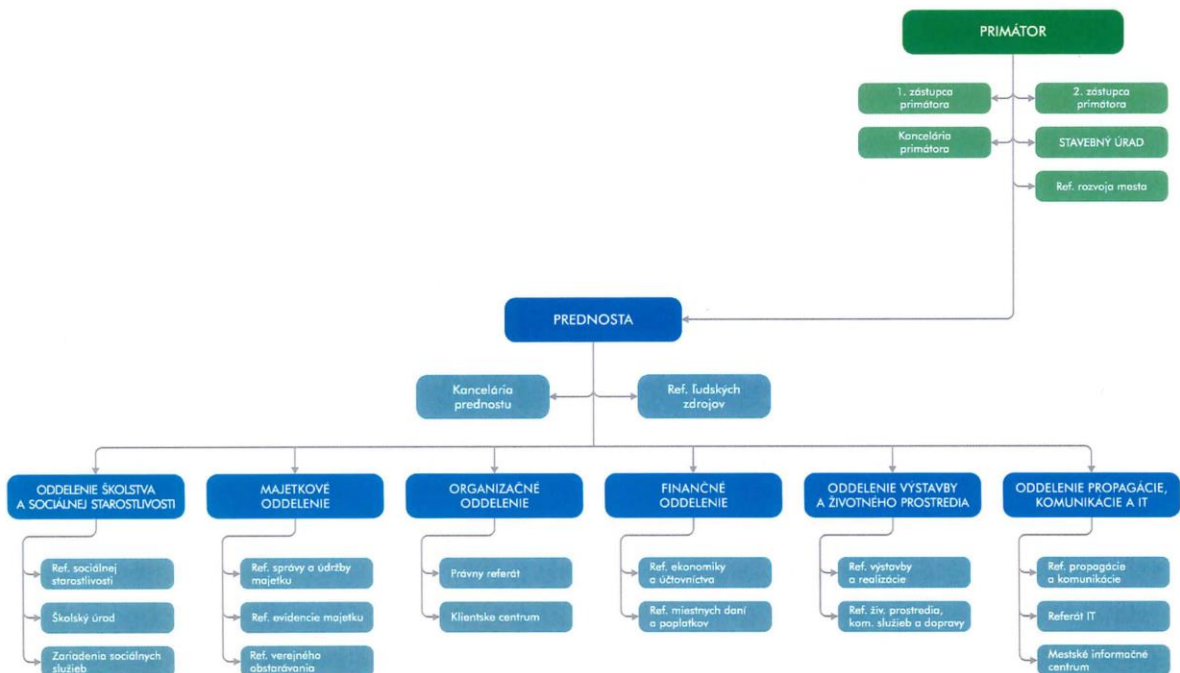 PRIMÁTOR
1. zástupca
primátora
2. zástupca
primátora
Kancelária
primátora
STAVEBNÝ ÚRAD
Ref. rozvoja mesta
PREDNOSTA
Kancelária
prednostu
Ref. ľudských
zdrojov
ODDELENIE ŠKOLSTVA
A SOCIÁLNEJ STAROSTLIVOSTI
Ref. sociálnej
starostlivosti
Školský úrad
Zariadenia sociálnych
služieb
MAJETKOVÉ
ODDELENIE
Ref. správy a údržby
majetku
Ref. evidencie majetku
Ref. verejného
obstarávania
ORGANIZAČNÉ
ODDELENIE
Právny referát
Klientske centrum
FINANČNÉ
ODDELENIE
Ref. ekonomiky
a účtovníctva
Ref. miestnych daní
a poplatkov
ODDELENIE VÝSTAVBY
A ŽIVOTNÉHO PROSTREDIA
Ref. výstavby
a realizácie
Ref. živ. prostredia,
kom. služieb a dopravy
ODDELENIE PROPAGÁCIE,
KOMUNIKÁCIE A IT
Ref. propagácie
a komunikácie
Referát IT
Mestské informačné
centrum